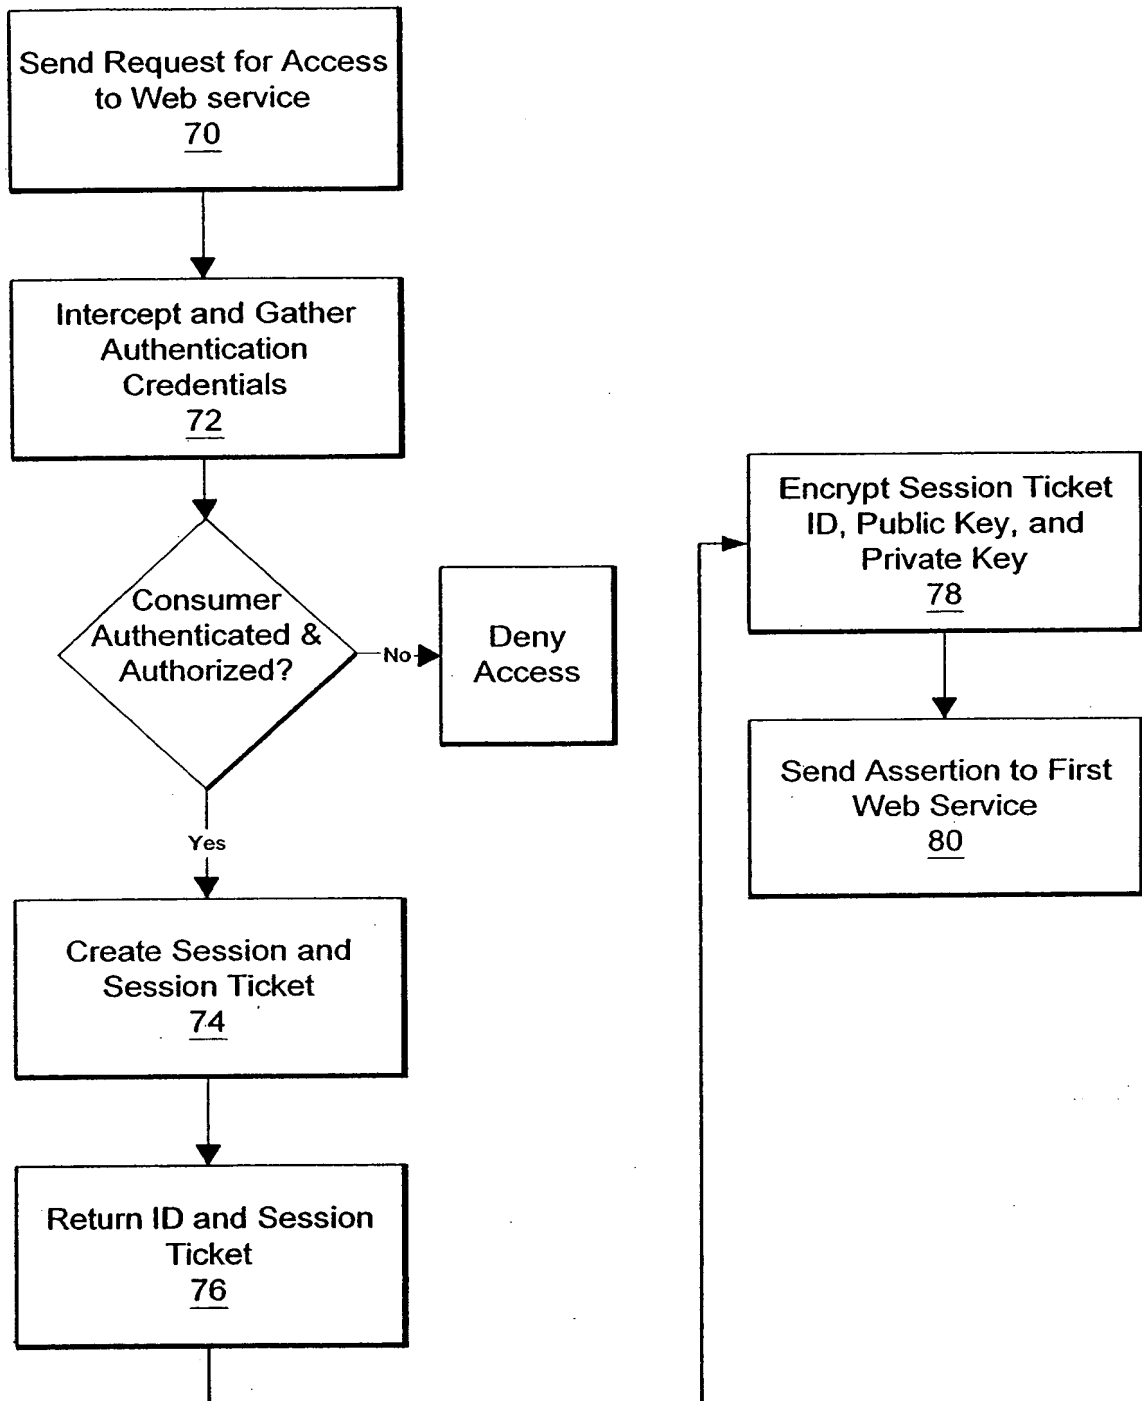 Send Request for Access
to Web service
70
Intercept and Gather
Authentication
Credentials
72
Consumer
Authenticated &
Authorized?
No
Deny
Access
Yes
Create Session and
Session Ticket
74
Return ID and Session
Ticket
76
Encrypt Session Ticket
ID, Public Key, and
Private Key
78
Send Assertion to First
Web Service
80